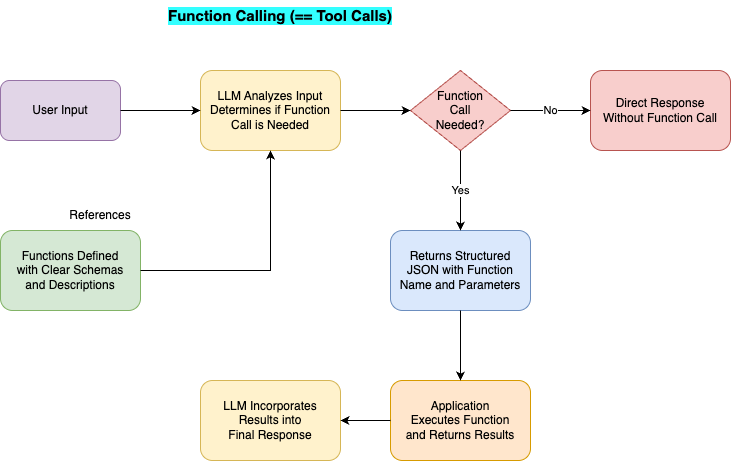 Function Calling (== Tool Calls)
User Input
LLM Analyzes Input
Determines if Function
Call is Needed
Function
Call
Needed?
No
Direct Response
Without Function Call
Yes
References
Functions Defined
with Clear Schemas
and Descriptions
Returns Structured
JSON with Function
Name and Parameters
LLM Incorporates
Results into
Final Response
Application
Executes Function
and Returns Results